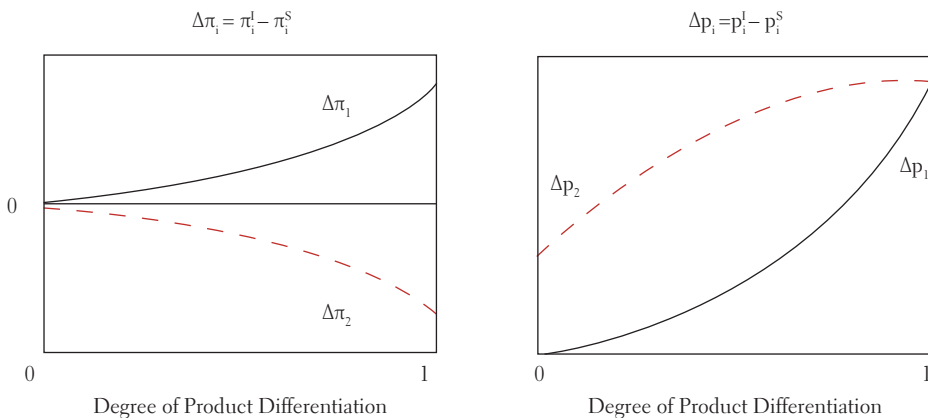 Δπᵢ = πᵢᴵ – πᵢˢ
Δπ₁
0
Δπ₂
0 1
Degree of Product Differentiation
Δpᵢ =pᵢᴵ– pᵢˢ
Δp₂
Δp₁
0 1
Degree of Product Differentiation